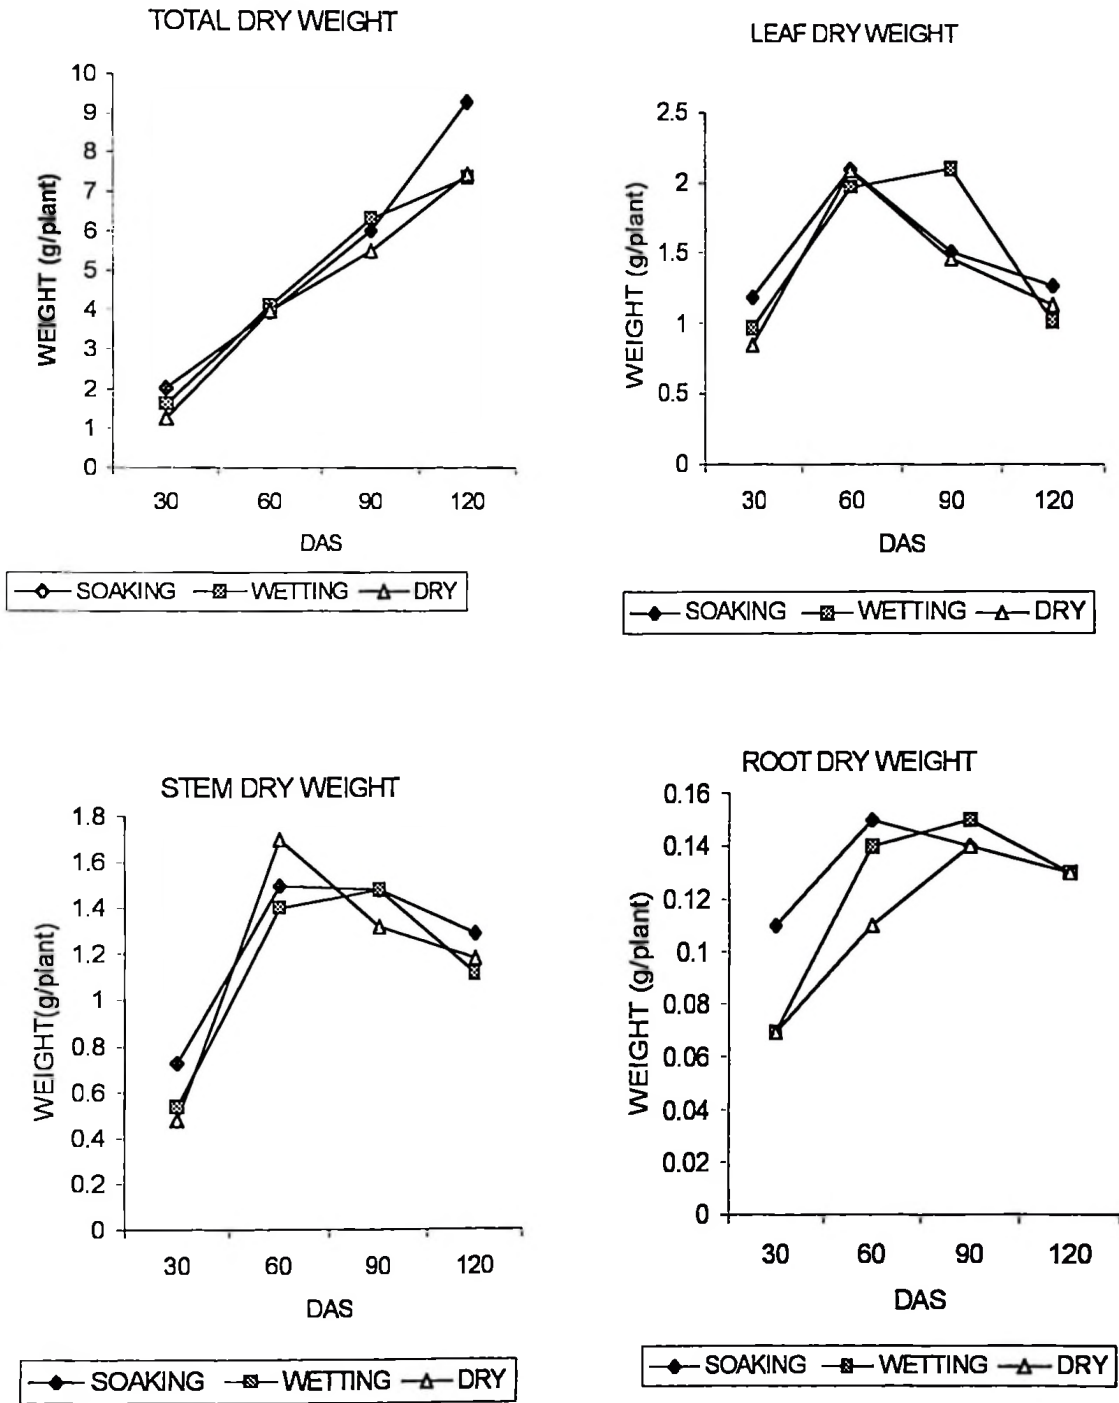 TOTAL DRY WEIGHT
WEIGHT (g/plant)
10
9
8
7
6
5
4
3
2
1
0
30 60 90 120
DAS
SOAKING WETTING DRY
LEAF DRY WEIGHT
WEIGHT (g/plant)
2.5
2
1.5
1
0.5
0
30 60 90 120
DAS
SOAKING WETTING DRY
STEM DRY WEIGHT
WEIGHT(g/plant)
1.8
1.6
1.4
1.2
1
0.8
0.6
0.4
0.2
0
30 60 90 120
DAS
SOAKING WETTING DRY
ROOT DRY WEIGHT
WEIGHT (g/plant)
0.16
0.14
0.12
0.1
0.08
0.06
0.04
0.02
0
30 60 90 120
DAS
SOAKING WETTING DRY